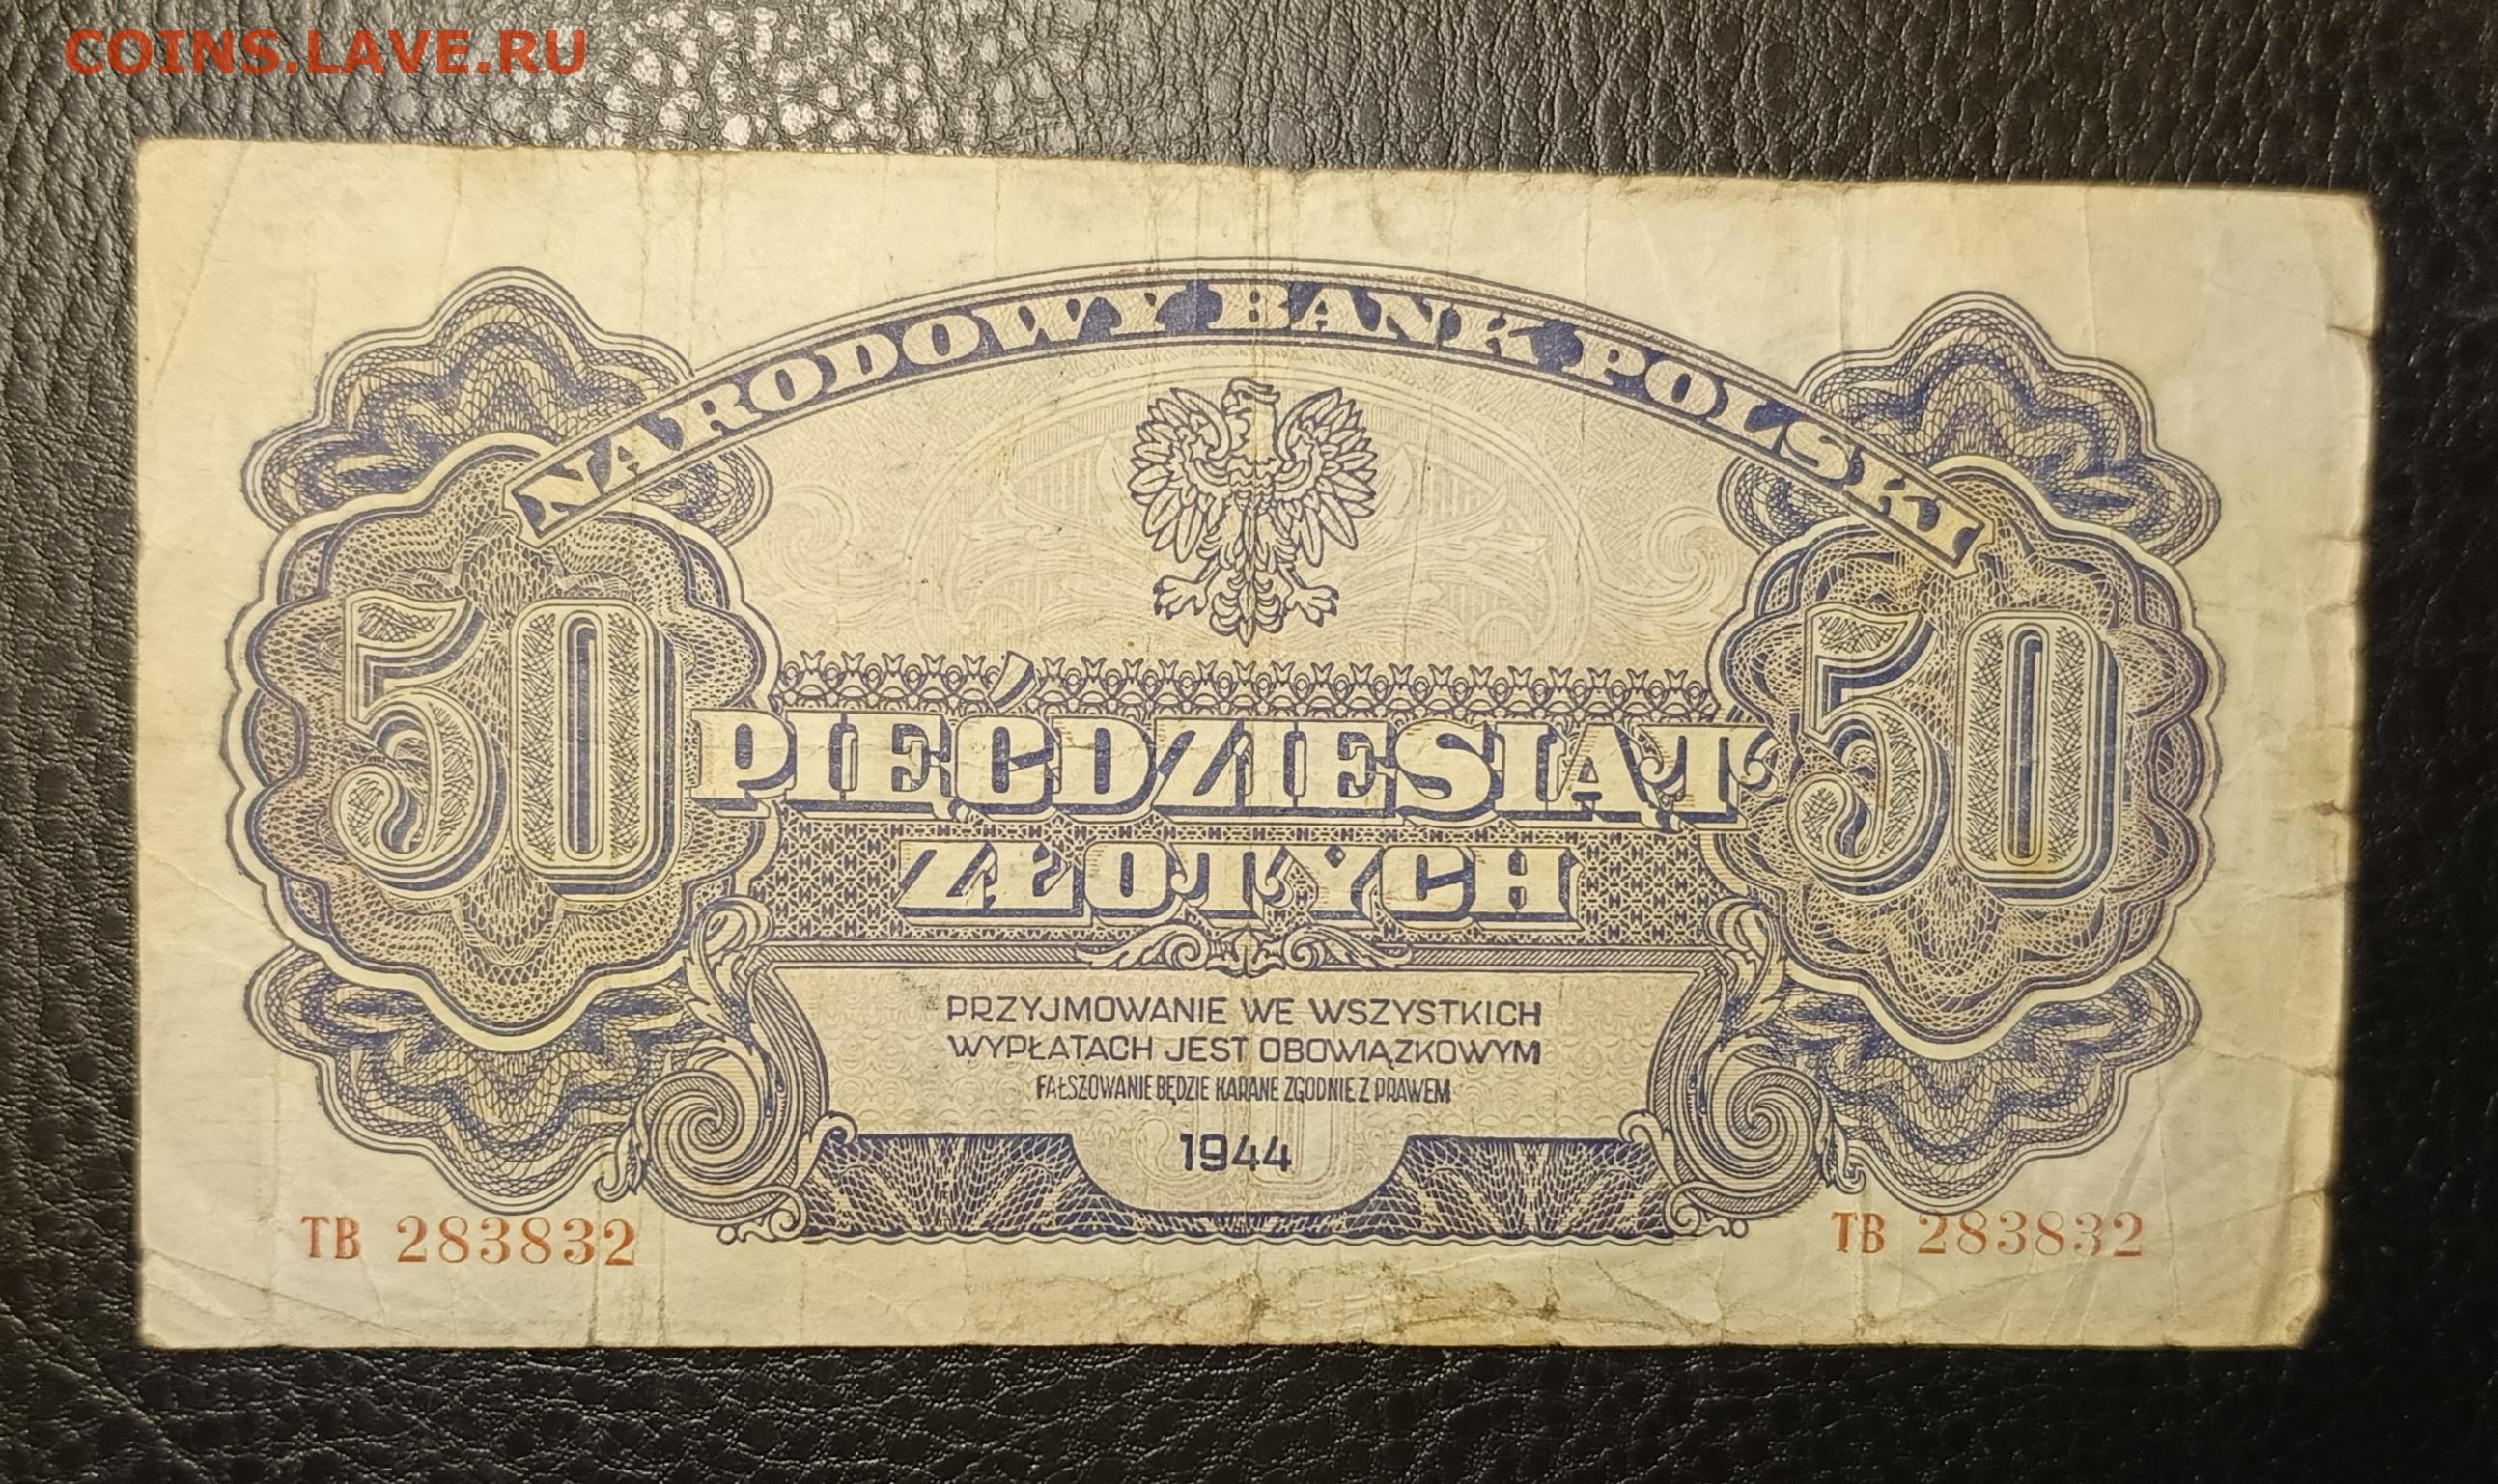 COINS.LAVE.RU
NARODOWY BANK POLSKI
50 50
PIĘĆDZIESIĄT
ZŁOTYCH
PRZYJMOWANIE WE WSZYSTKICH
WYPŁATACH JEST OBOWIĄZKOWYM
FAŁSZOWANIE BĘDZIE KARANE ZGODNIE Z PRAWEM
1944
TB 283832 TB 283832